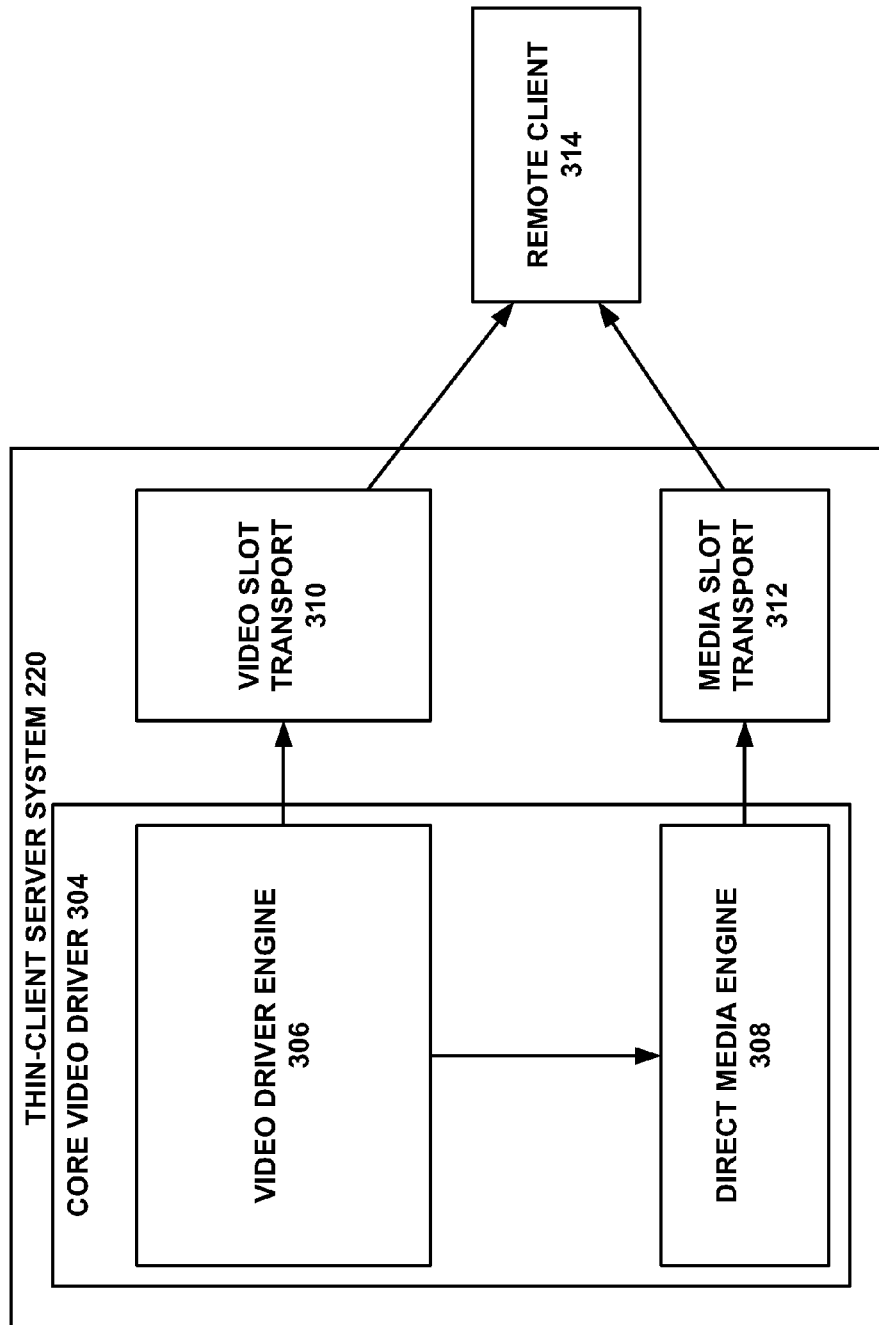 THIN-CLIENT SERVER SYSTEM 220
CORE VIDEO DRIVER 304
VIDEO DRIVER ENGINE
306
DIRECT MEDIA ENGINE
308
VIDEO SLOT
TRANSPORT
310
MEDIA SLOT
TRANSPORT
312
REMOTE CLIENT
314